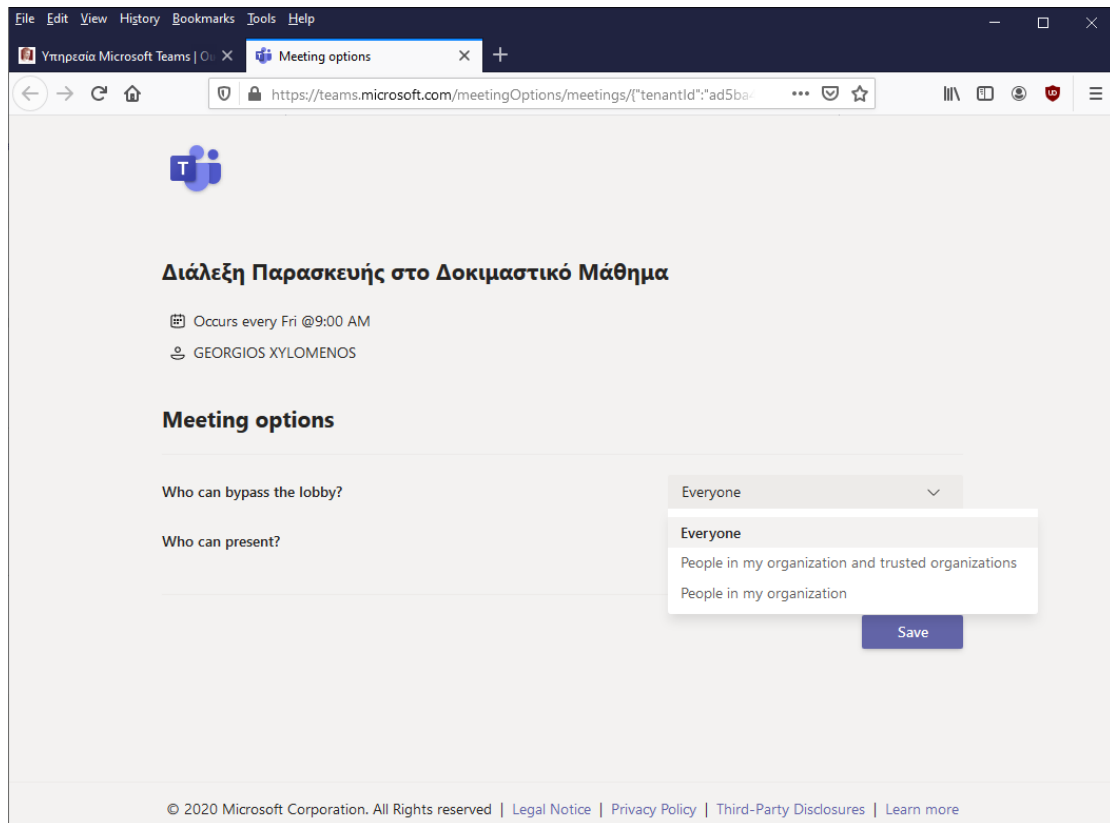 File Edit View History Bookmarks Tools Help
Υπηρεσία Microsoft Teams | Meeting options
https://teams.microsoft.com/meetingOptions/meetings/{"tenantId":"ad5ba
T
Διάλεξη Παρασκευής στο Δοκιμαστικό Μάθημα
Occurs every Fri @9:00 AM
GEORGIOS XYLOMENOS
Meeting options
Who can bypass the lobby? Everyone
Everyone
Who can present?
People in my organization and trusted organizations
People in my organization
Save
© 2020 Microsoft Corporation. All Rights reserved | Legal Notice | Privacy Policy | Third-Party Disclosures | Learn more